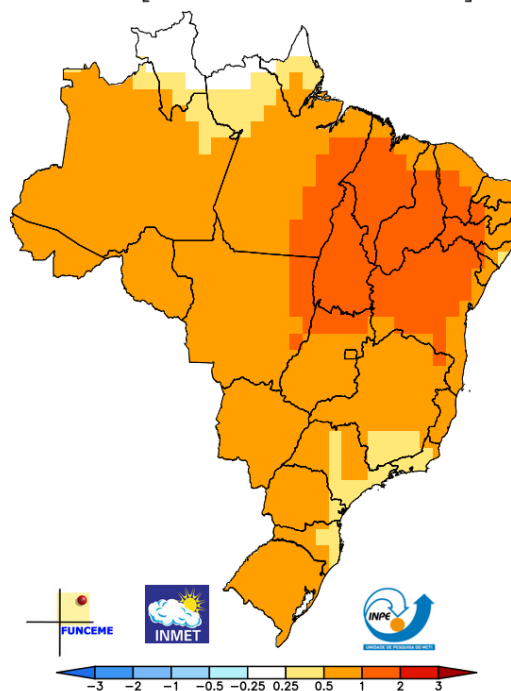 FUNCEME
INMET
INPE
UNIDADE DE PESQUISA DO MCTI
-3 -2 -1 -0.5 -0.25 0.25 0.5 1 2 3